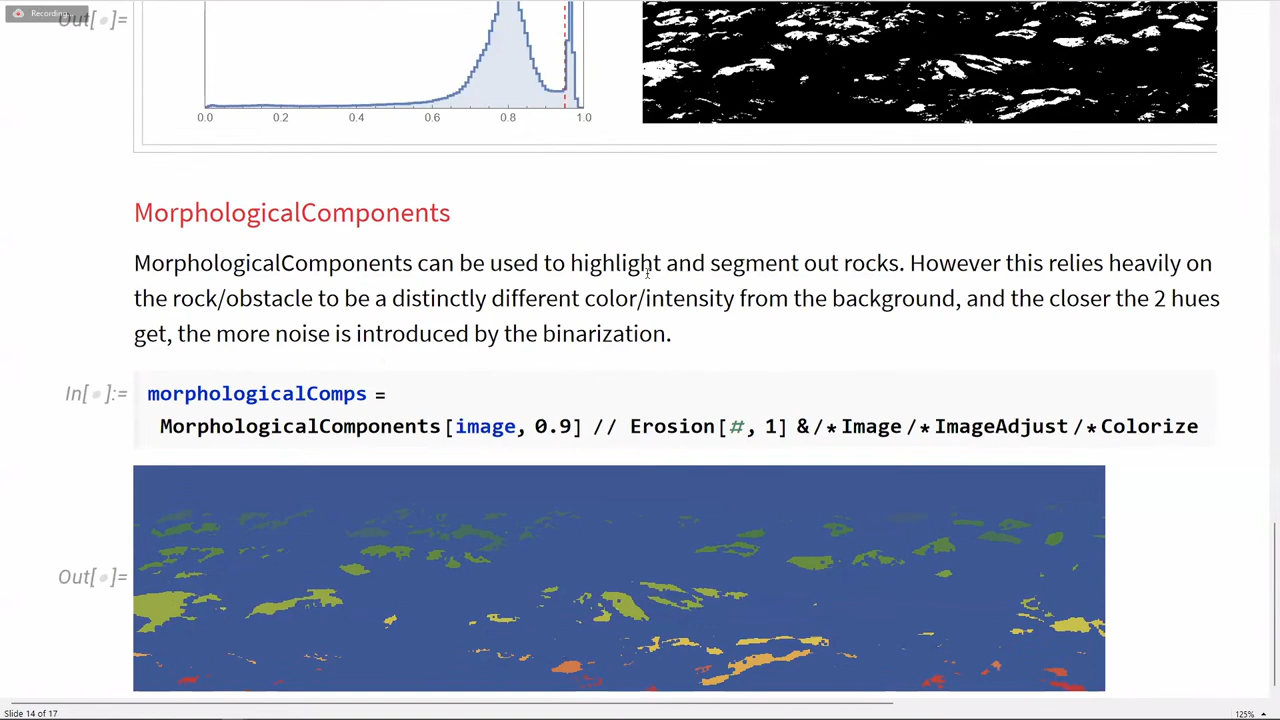 Recording...
Out[ ]=
0.0 0.2 0.4 0.6 0.8 1.0
MorphologicalComponents
MorphologicalComponents can be used to highlight and segment out rocks. However this relies heavily on
the rock/obstacle to be a distinctly different color/intensity from the background, and the closer the 2 hues
get, the more noise is introduced by the binarization.
In[ ]:= morphologicalComps =
MorphologicalComponents[image, 0.9] // Erosion[#, 1] &/*Image/*ImageAdjust/*Colorize
Out[ ]=
Slide 14 of 17
125%